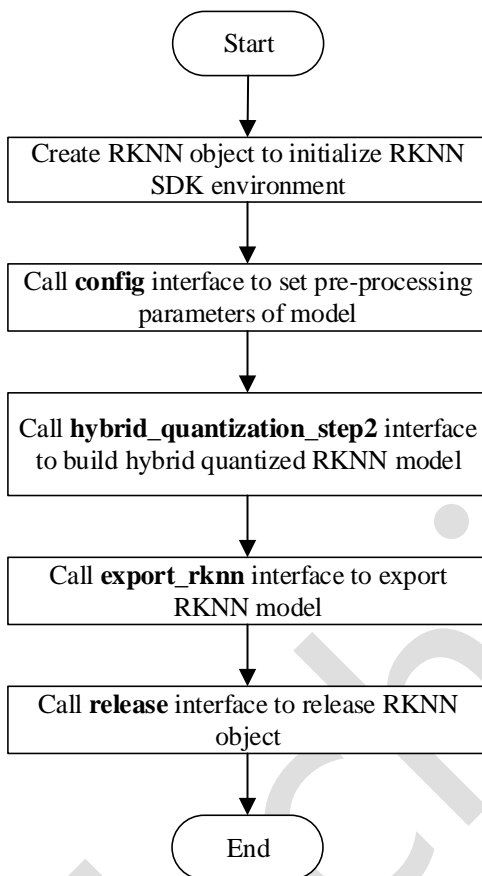 Start
Create RKNN object to initialize RKNN
SDK environment
Call config interface to set pre-processing
parameters of model
Call hybrid_quantization_step2 interface
to build hybrid quantized RKNN model
Call export_rknn interface to export
RKNN model
Call release interface to release RKNN
object
End